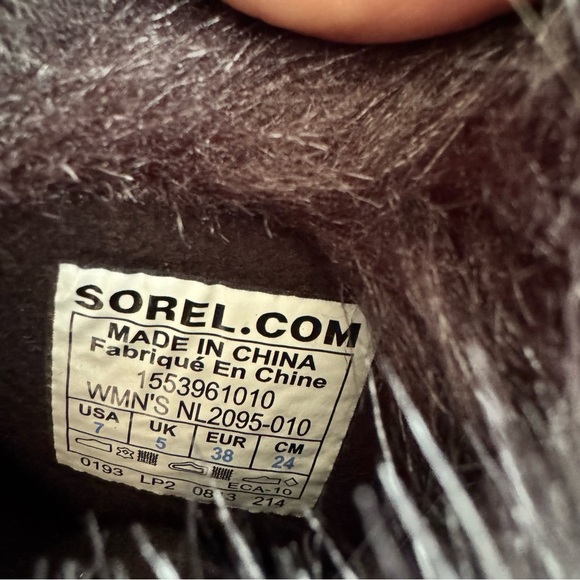 SOREL.COM
MADE IN CHINA
Fabriqué En Chine
1553961010
WMN'S NL2095-010
USA UK EUR CM
7 5 38 24
ECA-10
0193 LP2 214